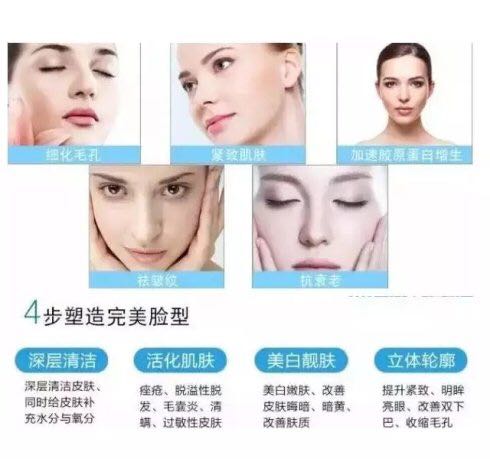 细化毛孔
紧致肌肤
加速胶原蛋白增生
祛皱纹
抗衰老
4步塑造完美脸型
深层清洁
深层清洁皮肤、
同时给皮肤补
充水分与氧分
活化肌肤
痤疮、脱溢性脱
发、毛囊炎、清
螨、过敏性皮肤
美白靓肤
美白嫩肤、改善
皮肤晦暗、暗黄、
改善肤质
立体轮廓
提升紧致、明眸
亮眼、改善双下
巴、收缩毛孔